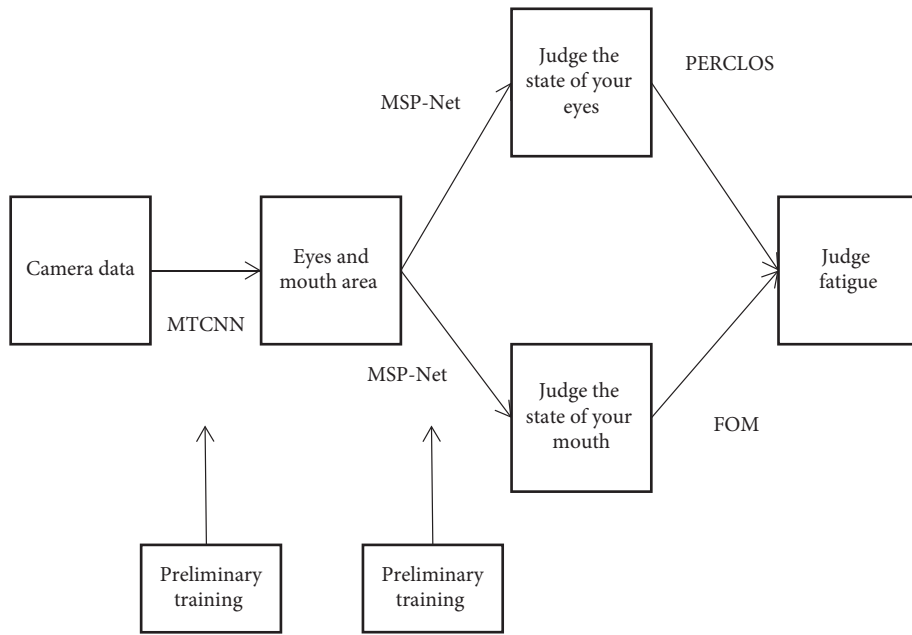 Judge the
state of your
eyes
PERCLOS
MSP-Net
Camera data
MTCNN
Eyes and
mouth area
Judge
fatigue
MSP-Net
Judge the
state of your
mouth
FOM
Preliminary
training
Preliminary
training